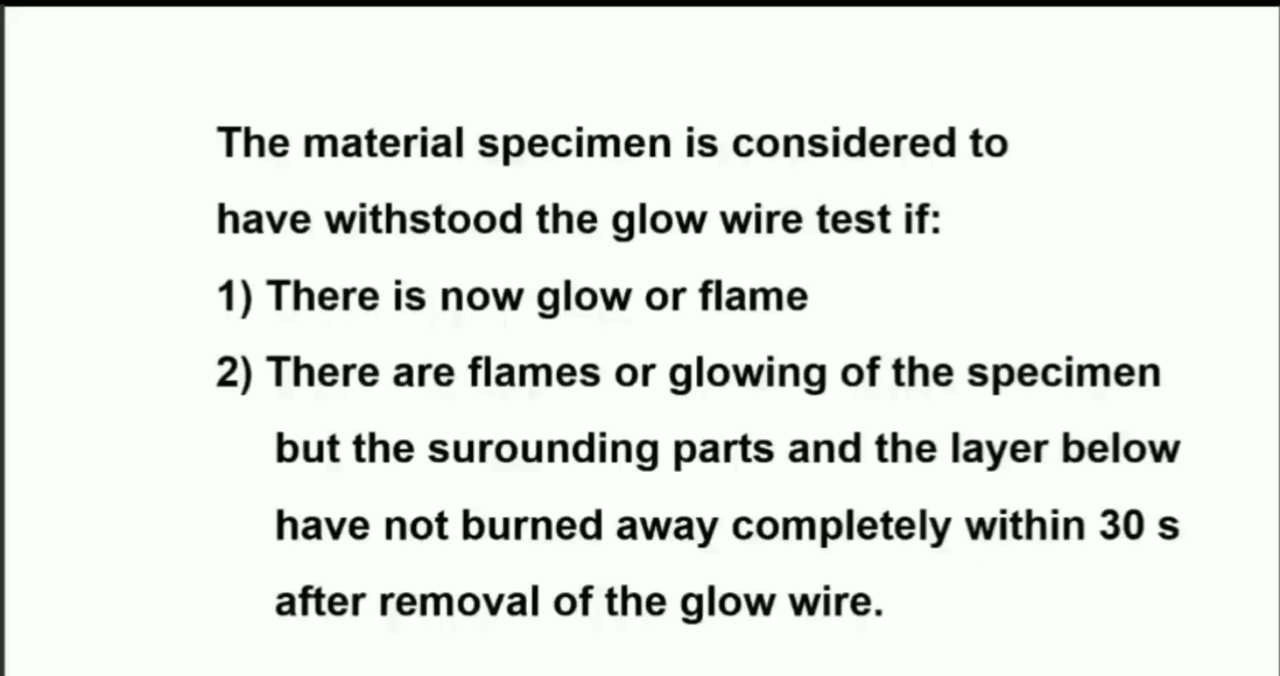 The material specimen is considered to
have withstood the glow wire test if:
1) There is now glow or flame
2) There are flames or glowing of the specimen
but the surounding parts and the layer below
have not burned away completely within 30 s
after removal of the glow wire.